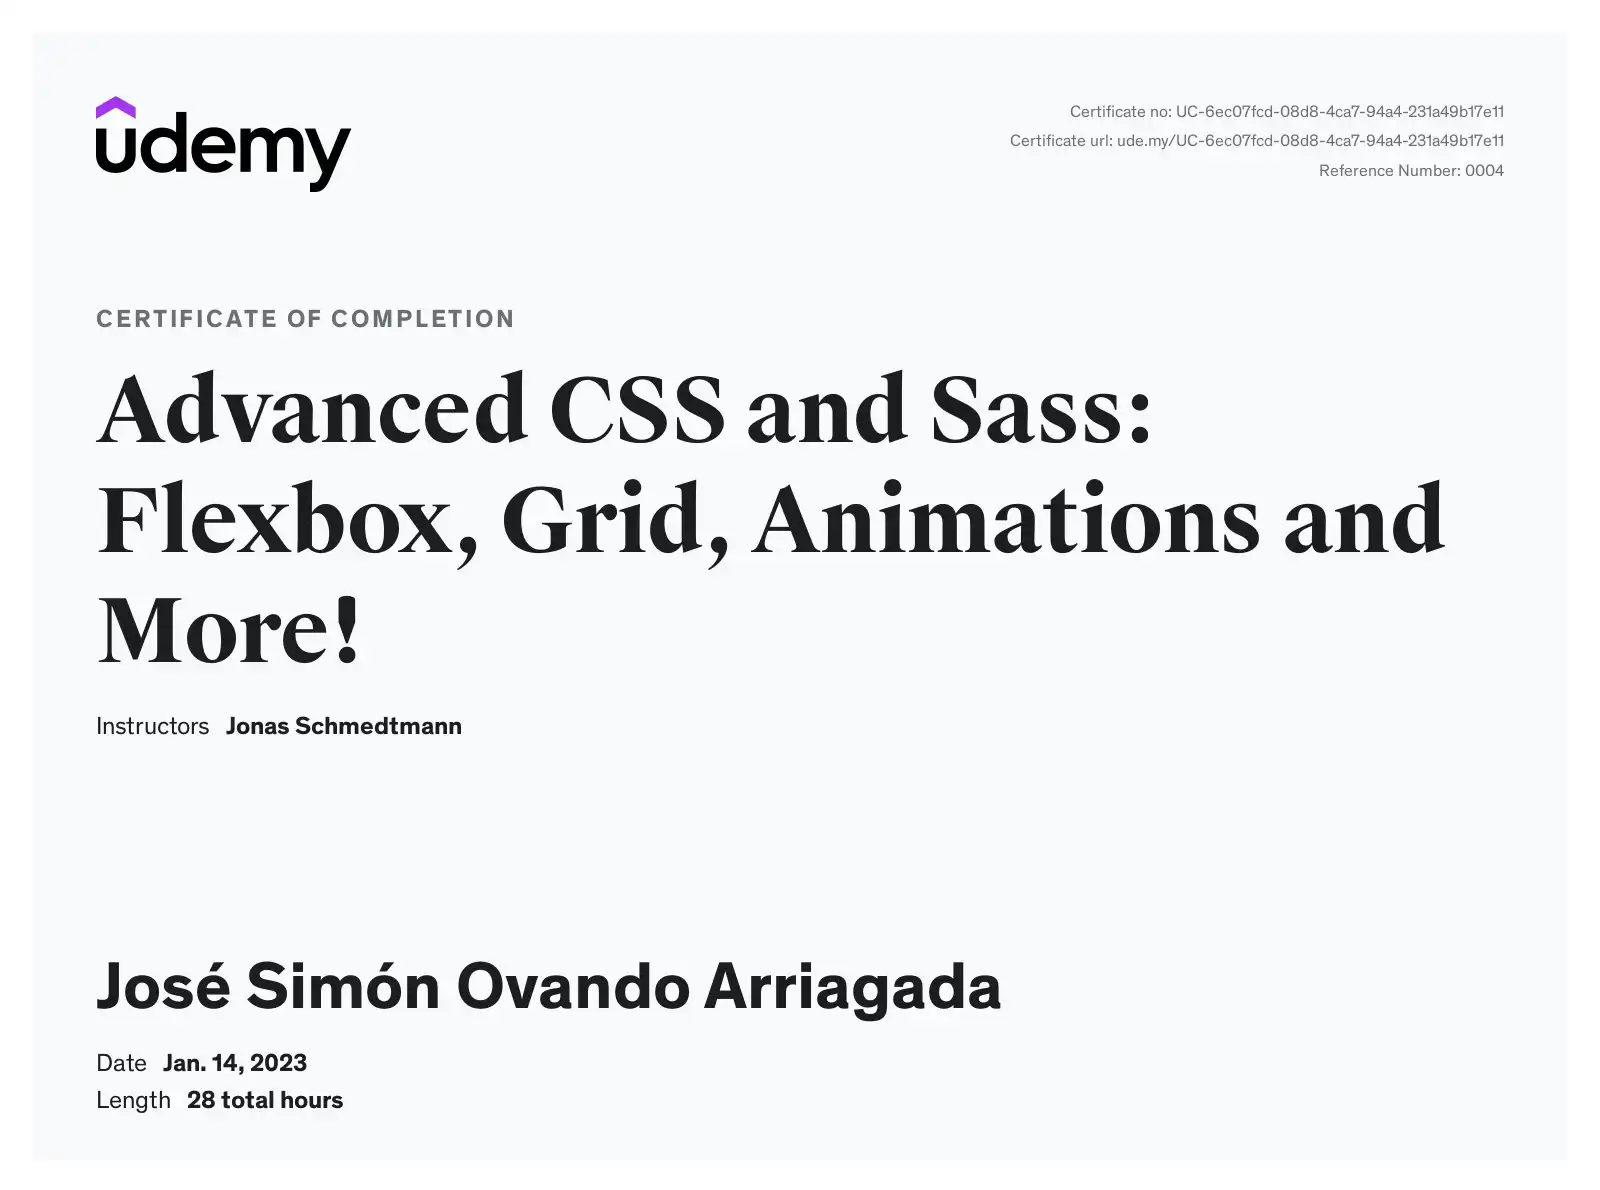 udemy
Certificate no: UC-6ec07fcd-08d8-4ca7-94a4-231a49b17e11
Certificate url: ude.my/UC-6ec07fcd-08d8-4ca7-94a4-231a49b17e11
Reference Number: 0004
CERTIFICATE OF COMPLETION
Advanced CSS and Sass:
Flexbox, Grid, Animations and
More!
Instructors Jonas Schmedtmann
José Simón Ovando Arriagada
Date Jan. 14, 2023
Length 28 total hours